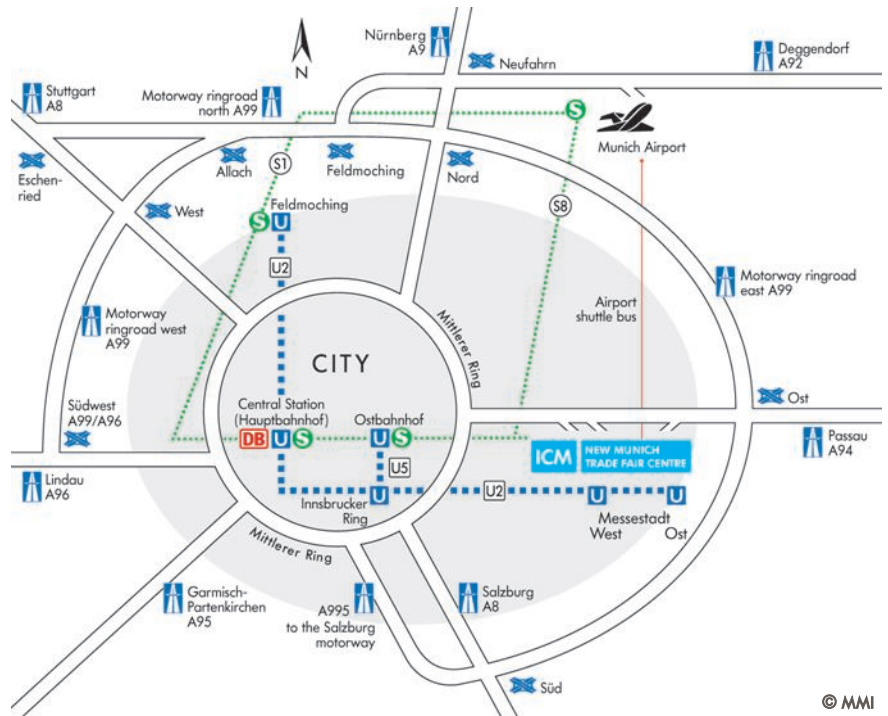 Nürnberg
A9
Neufahrn
Deggendorf
A92
N
Stuttgart
A8
Motorway ringroad
north A99
S
Munich Airport
Eschen-
ried
Allach
S1
Feldmoching
Nord
West
S
U
Feldmoching
S8
U2
Motorway ringroad
east A99
Airport
shuttle bus
Motorway
ringroad west
A99
Mittlerer Ring
CITY
Südwest
A99/A96
Central Station
(Hauptbahnhof)
Ostbahnhof
Ost
DB
U
S
U
S
Passau
A94
ICM
NEW MUNICH
TRADE FAIR CENTRE
U5
Lindau
A96
Innsbrucker
Ring
U
U2
U
U
Messestadt
West
Ost
Mittlerer Ring
Garmisch-
Partenkirchen
A95
A995
to the Salzburg
motorway
Salzburg
A8
Süd
© MMI